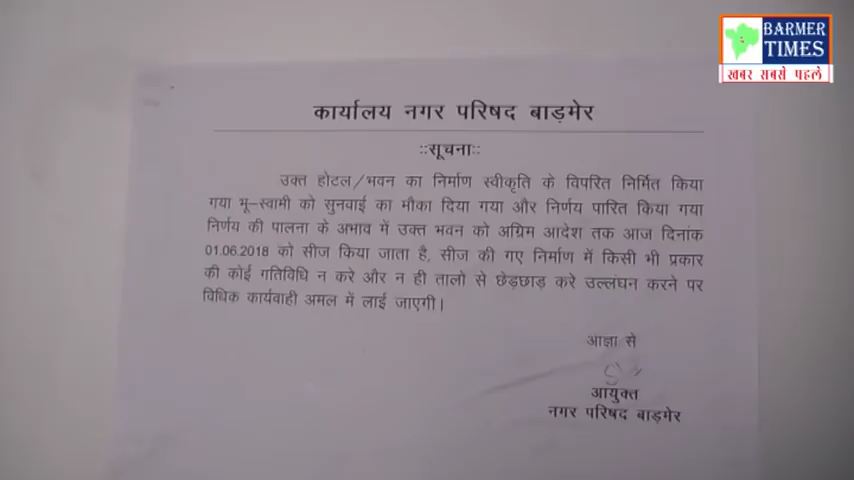 BARMER
TIMES
ख़बर सबसे पहले
कार्यालय नगर परिषद बाड़मेर
::सूचना::
उक्त होटल/भवन का निर्माण स्वीकृति के विपरित निर्मित किया
गया भू-स्वामी को सुनवाई का मौका दिया गया और निर्णय पारित किया गया
निर्णय की पालना के अभाव में उक्त भवन को अग्रिम आदेश तक आज दिनांक
01.06.2018 को सीज किया जाता है, सीज की गए निर्माण में किसी भी प्रकार
की कोई गतिविधि न करे और न ही तालो से छेड़छाड़ करे उल्लंघन करने पर
विधिक कार्यवाही अमल में लाई जाएगी।
आज्ञा से
आयुक्त
नगर परिषद बाड़मेर